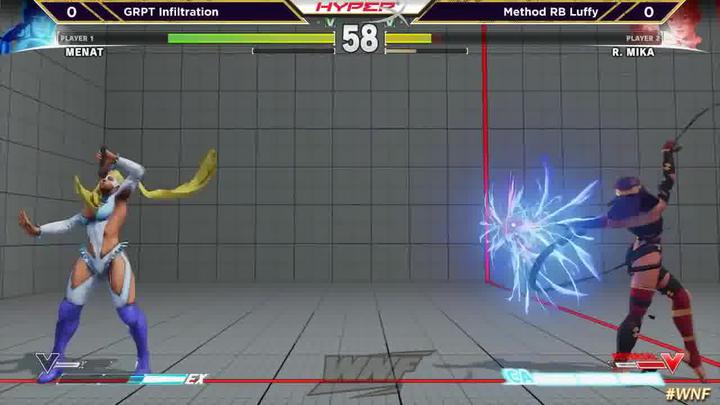 0 GRPT Infiltration HYPER Method RB Luffy 0
PLAYER 1 58 PLAYER 2
MENAT R. MIKA
V EX WNF CA V
#WNF